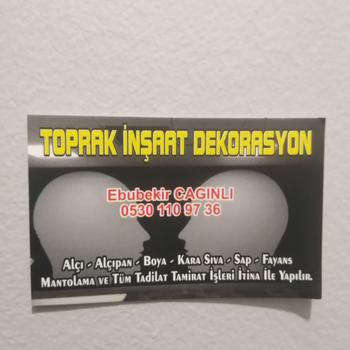 TOPRAK İNŞAAT DEKORASYON
Ebubekir CAGINLI
0530 110 97 36
Alçı - Alçıpan - Boya - Kara Sıva - Şap - Fayans
Mantolama ve Tüm Tadilat Tamirat İşleri İtina İle Yapılır.